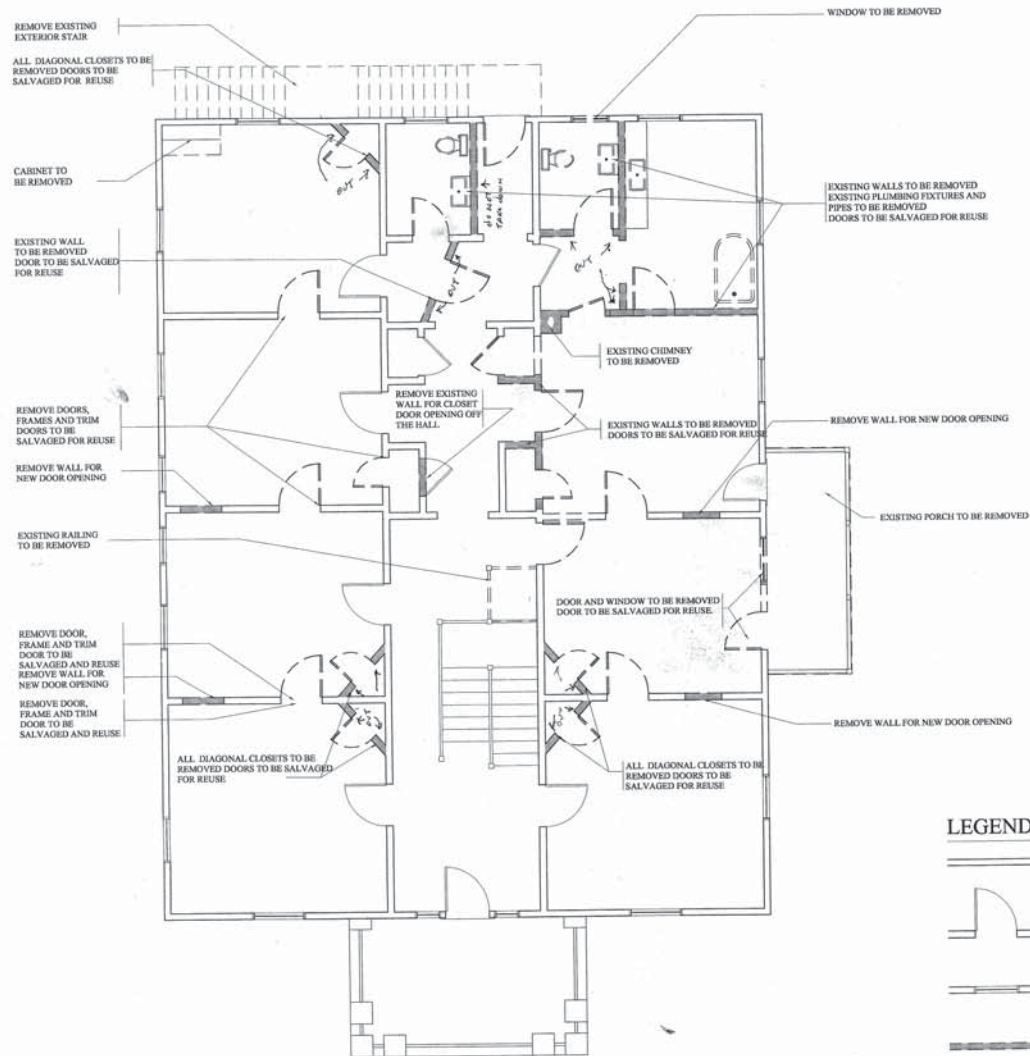 REMOVE EXISTING
EXTERIOR STAIR
ALL DIAGONAL CLOSETS TO BE
REMOVED DOORS TO BE
SALVAGED FOR REUSE
CABINET TO
BE REMOVED
EXISTING WALL
TO BE REMOVED
DOOR TO BE SALVAGED
FOR REUSE
REMOVE DOORS,
FRAMES AND TRIM
DOORS TO BE
SALVAGED FOR REUSE
REMOVE WALL FOR
NEW DOOR OPENING
EXISTING RAILING
TO BE REMOVED
REMOVE DOOR,
FRAME AND TRIM
DOOR TO BE
SALVAGED AND REUSE
REMOVE WALL FOR
NEW DOOR OPENING
REMOVE DOOR,
FRAME AND TRIM
DOOR TO BE
SALVAGED AND REUSE
ALL DIAGONAL CLOSETS TO BE
REMOVED DOORS TO BE SALVAGED
FOR REUSE
OUT
OUT
DO NOT
TAKE DOWN
OUT
REMOVE EXISTING
WALL FOR CLOSET
DOOR OPENING OFF
THE HALL
EXISTING CHIMNEY
TO BE REMOVED
EXISTING WALLS TO BE REMOVED
DOORS TO BE SALVAGED FOR REUSE
DOOR AND WINDOW TO BE REMOVED
DOOR TO BE SALVAGED FOR REUSE.
ALL DIAGONAL CLOSETS TO BE
REMOVED DOORS TO BE
SALVAGED FOR REUSE
WINDOW TO BE REMOVED
EXISTING WALLS TO BE REMOVED
EXISTING PLUMBING FIXTURES AND
PIPES TO BE REMOVED
DOORS TO BE SALVAGED FOR REUSE
REMOVE WALL FOR NEW DOOR OPENING
EXISTING PORCH TO BE REMOVED
REMOVE WALL FOR NEW DOOR OPENING
LEGEND